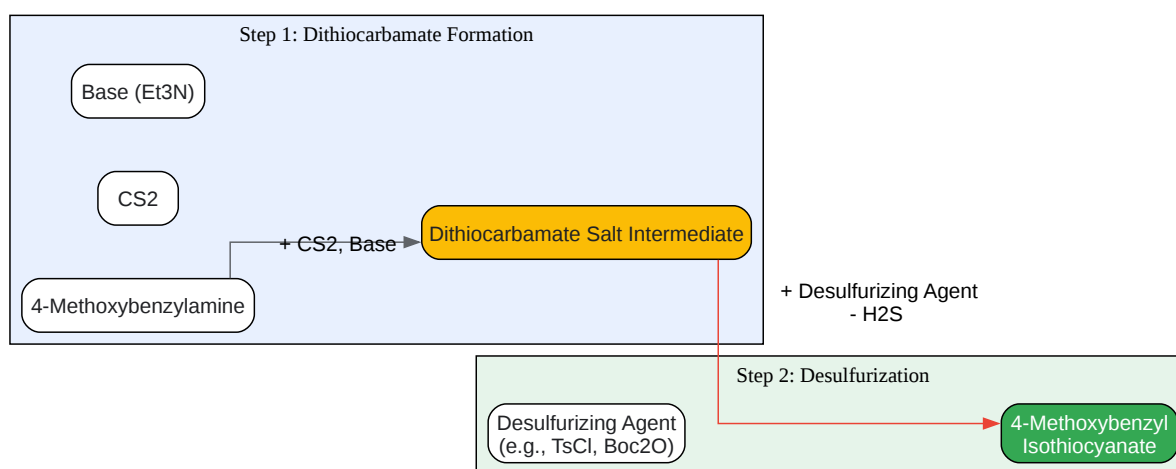 Step 1: Dithiocarbamate Formation
Base (Et3N)
CS2
4-Methoxybenzylamine
+ CS2, Base
Dithiocarbamate Salt Intermediate
+ Desulfurizing Agent
- H2S
Step 2: Desulfurization
Desulfurizing Agent
(e.g., TsCl, Boc2O)
4-Methoxybenzyl
Isothiocyanate